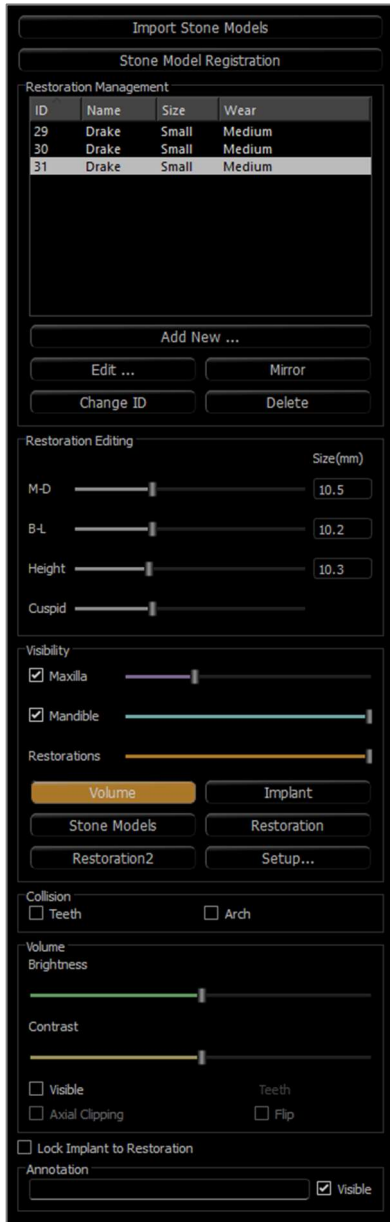 Import Stone Models
Stone Model Registration
Restoration Management
ID Name Size Wear
29 Drake Small Medium
30 Drake Small Medium
31 Drake Small Medium
Add New ...
Edit ... Mirror
Change ID Delete
Restoration Editing
Size(mm)
M-D 10.5
B-L 10.2
Height 10.3
Cuspid
Visibility
Maxilla
Mandible
Restorations
Volume Implant
Stone Models Restoration
Restoration2 Setup...
Collision
Teeth Arch
Volume
Brightness
Contrast
Visible Teeth
Axial Clipping Flip
Lock Implant to Restoration
Annotation
Visible